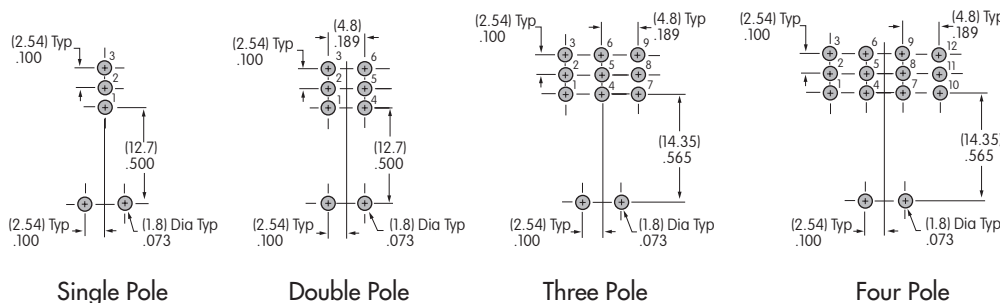 (2.54) Typ
.100
3
2
1
(12.7)
.500
(2.54) Typ
.100
(1.8) Dia Typ
.073
Single Pole
(4.8)
.189
(2.54) Typ
.100
3 6
2 5
1 4
(12.7)
.500
(2.54) Typ
.100
(1.8) Dia Typ
.073
Double Pole
(2.54) Typ
.100
(4.8) Typ
.189
3 6 9
2 5 8
1 4 7
(14.35)
.565
(2.54) Typ
.100
(1.8) Dia Typ
.073
Three Pole
(2.54) Typ
.100
(4.8) Typ
.189
3 6 9 12
2 5 8 11
1 4 7 10
(14.35)
.565
(2.54) Typ
.100
(1.8) Dia Typ
.073
Four Pole